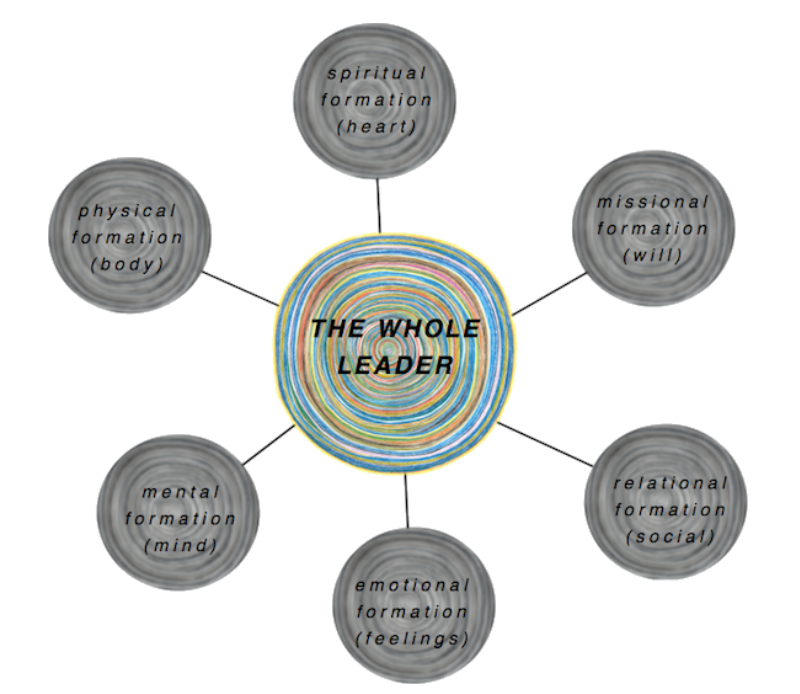 spiritual
formation
(heart)
missional
formation
(will)
physical
formation
(body)
THE WHOLE
LEADER
relational
formation
(social)
mental
formation
(mind)
emotional
formation
(feelings)